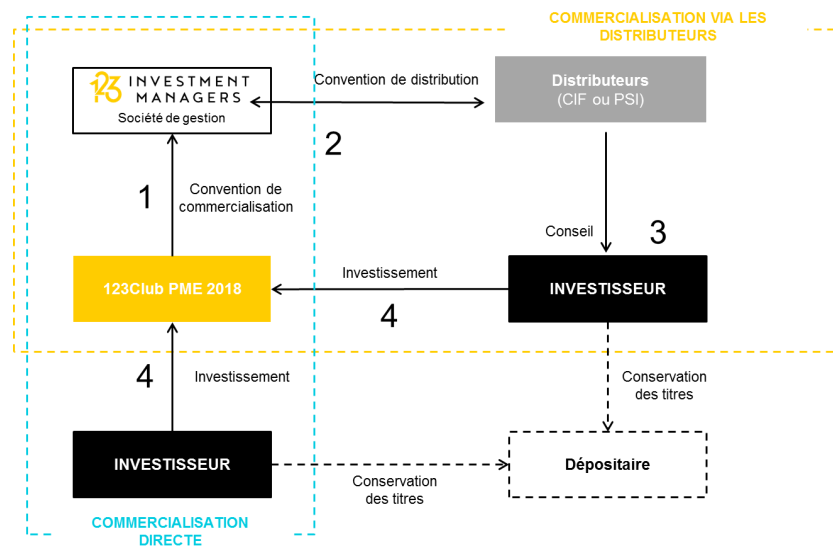 COMMERCIALISATION VIA LES
DISTRIBUTEURS
123 INVESTMENT
MANAGERS
Société de gestion
Convention de distribution
Distributeurs
(CIF ou PSI)
2
1
Convention de
commercialisation
Conseil
3
123Club PME 2018
Investissement
INVESTISSEUR
4
4
Investissement
Conservation
des titres
INVESTISSEUR
Dépositaire
Conservation
des titres
COMMERCIALISATION
DIRECTE